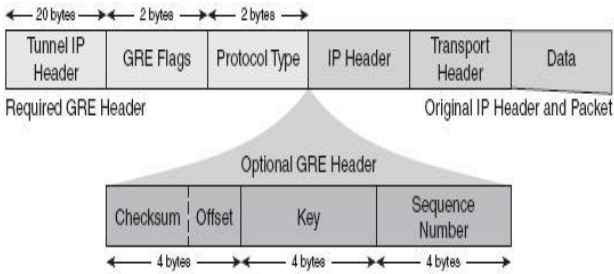 20 bytes 2 bytes 2 bytes
Tunnel IP Header GRE Flags Protocol Type IP Header Transport Header Data
Required GRE Header Original IP Header and Packet
Optional GRE Header
Checksum Offset Key Sequence Number
4 bytes 4 bytes 4 bytes